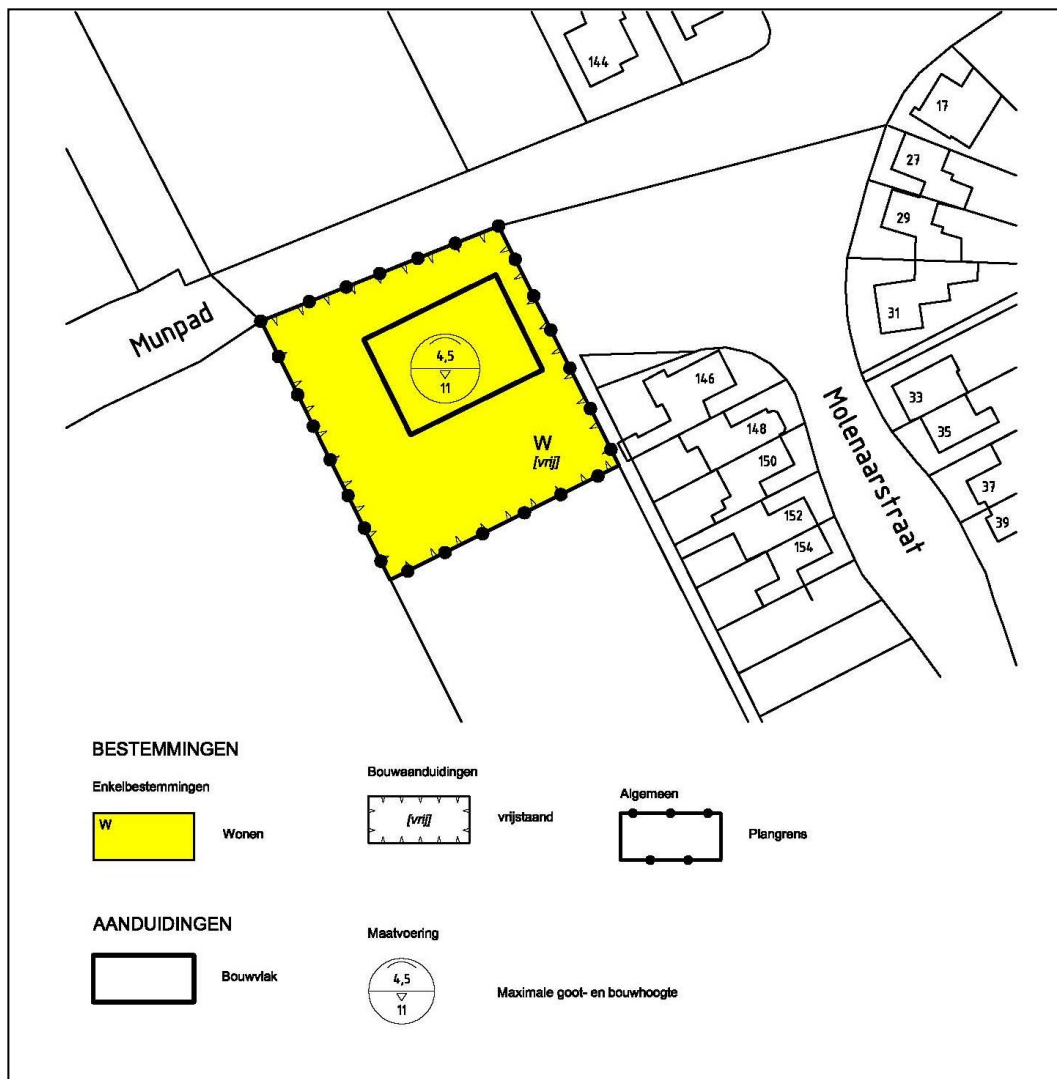 144
17
27
29
31
Munpad
4,5
11
146
33
35
148
150
W
[vrij]
Molenaarstraat
37
152
39
154
BESTEMMINGEN
Enkelbestemmingen
Bouwaanduidingen
Algemeen
W
Wonen
[vrij]
vrijstaand
Plangrens
AANDUIDINGEN
Maatvoering
Bouwvlak
4,5
11
Maximale goot- en bouwhoogte